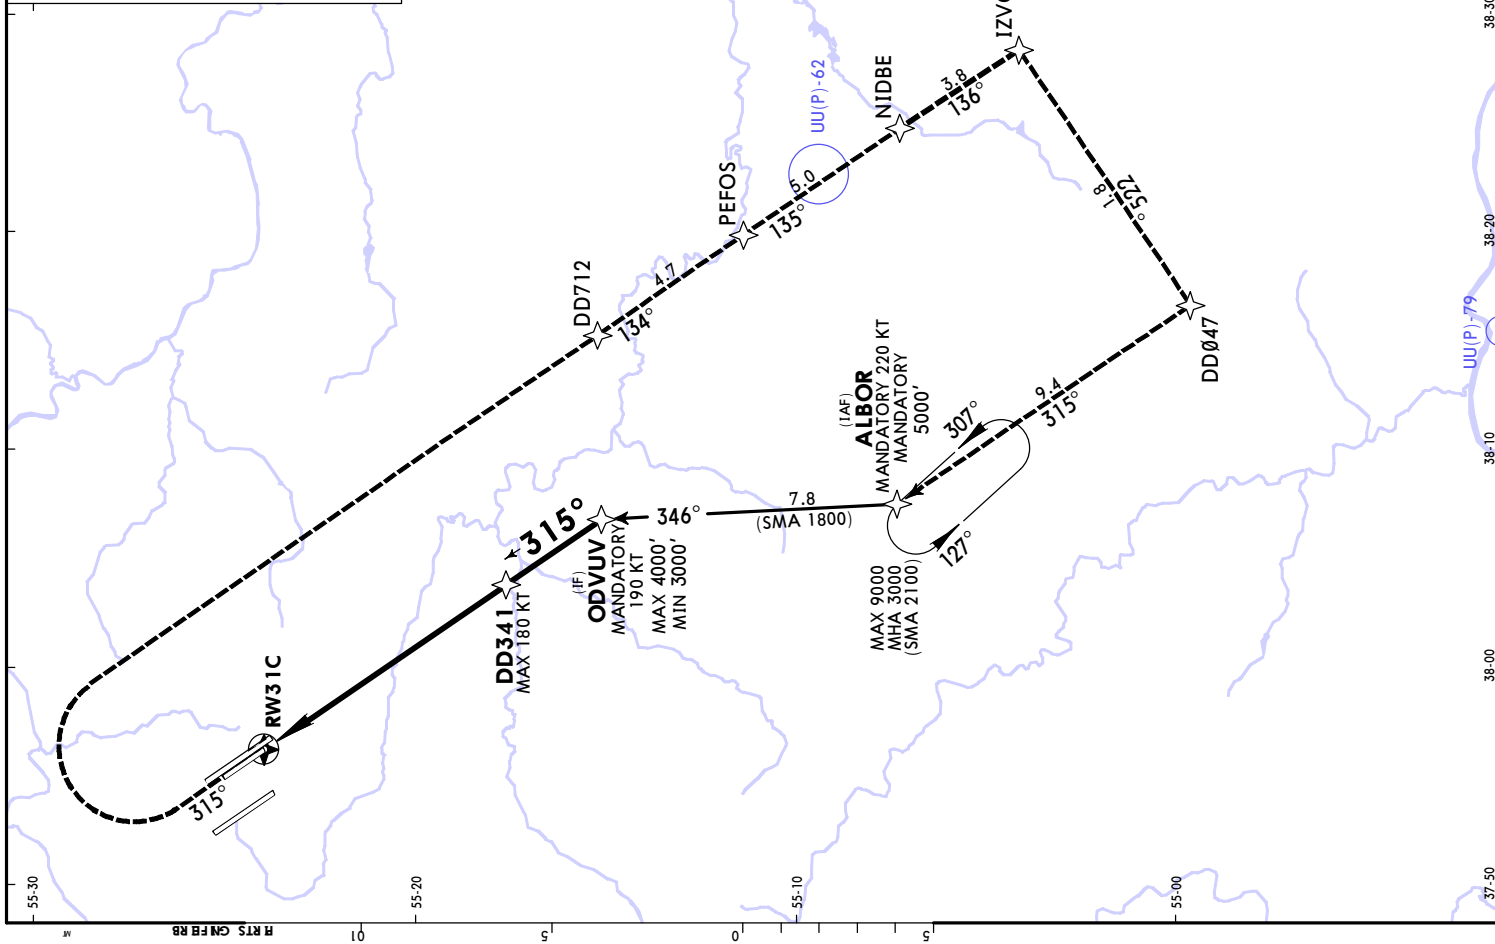 38-30
IZV
3.8
136°
NIDBE
UU(P)-62
5.0
135°
PEFOS
38-20
1.8
225°
4.7
134°
DD712
DDØ47
UU(P)-79
9.4
315°
(IAF)
ALBOR
MANDATORY 220 KT
MANDATORY
5000'
307°
38-10
7.8
(SMA 1800)
346°
315°
127°
(IF)
ODVUV
MANDATORY
190 KT
MAX 4000'
MIN 3000'
MAX 9000
MHA 3000
(SMA 2100)
DD341
MAX 180 KT
38-00
RW31C
315°
55-30
55-20
55-10
55-00
37-50
10
5
0
5